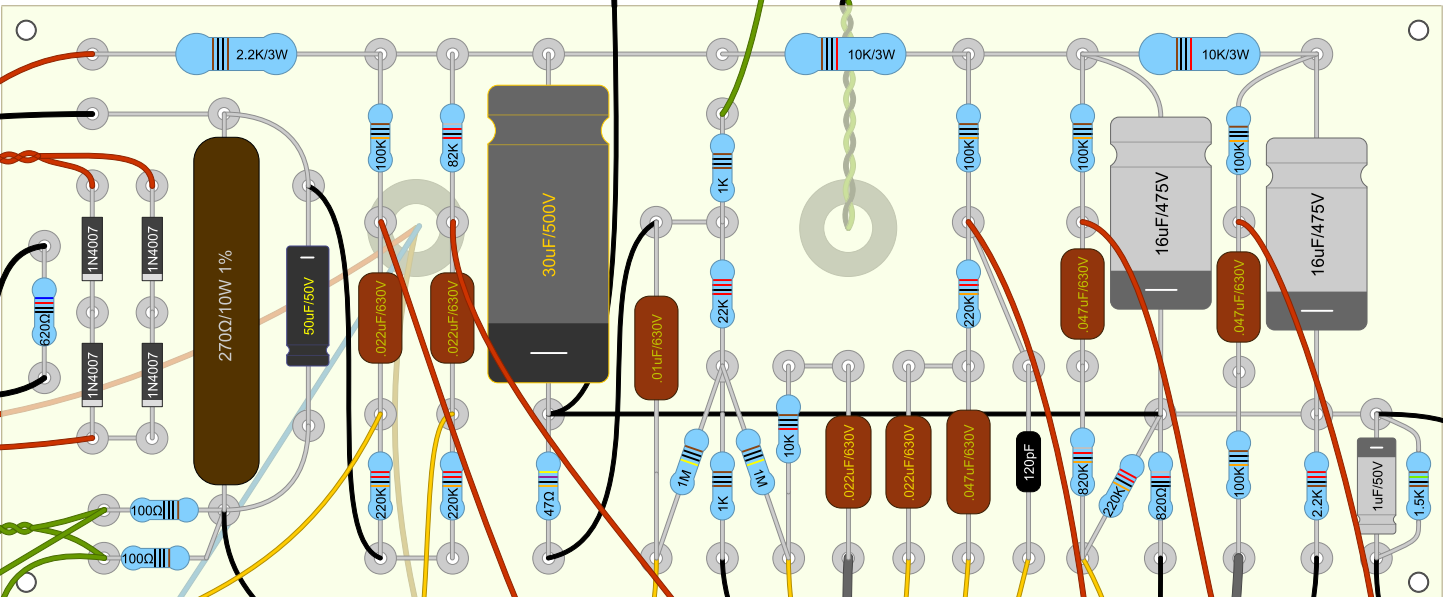 2.2K/3W
10K/3W
10K/3W
100K
82K
1K
100K
100K
100K
30uF/500V
16uF/475V
16uF/475V
1N4007
1N4007
270Ω/10W 1%
50uF/50V
620Ω
.022uF/630V
.022uF/630V
.01uF/630V
22K
220K
.047uF/630V
.047uF/630V
1N4007
1N4007
10K
1M
1M
.022uF/630V
.022uF/630V
.047uF/630V
120pF
820K
220K
820Ω
100K
2.2K
1uF/50V
1.5K
100Ω
220K
220K
47Ω
1K
100Ω